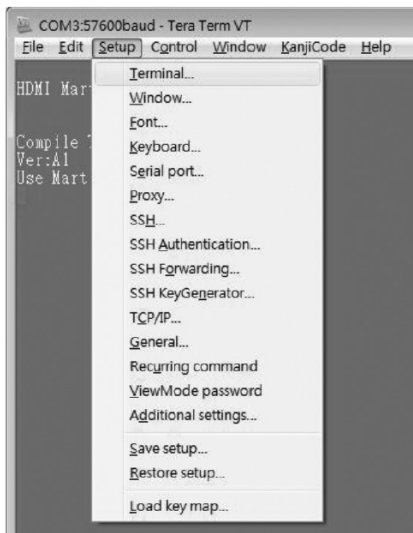 COM3:57600baud - Tera Term VT
File Edit Setup Control Window KanjiCode Help
HDMI Mar
Compile
Ver:A1
Use Mart
Terminal...
Window...
Font...
Keyboard...
Serial port...
Proxy...
SSH...
SSH Authentication...
SSH Forwarding...
SSH KeyGenerator...
TCP/IP...
General...
Recurring command
ViewMode password
Additional settings...
Save setup...
Restore setup...
Load key map...